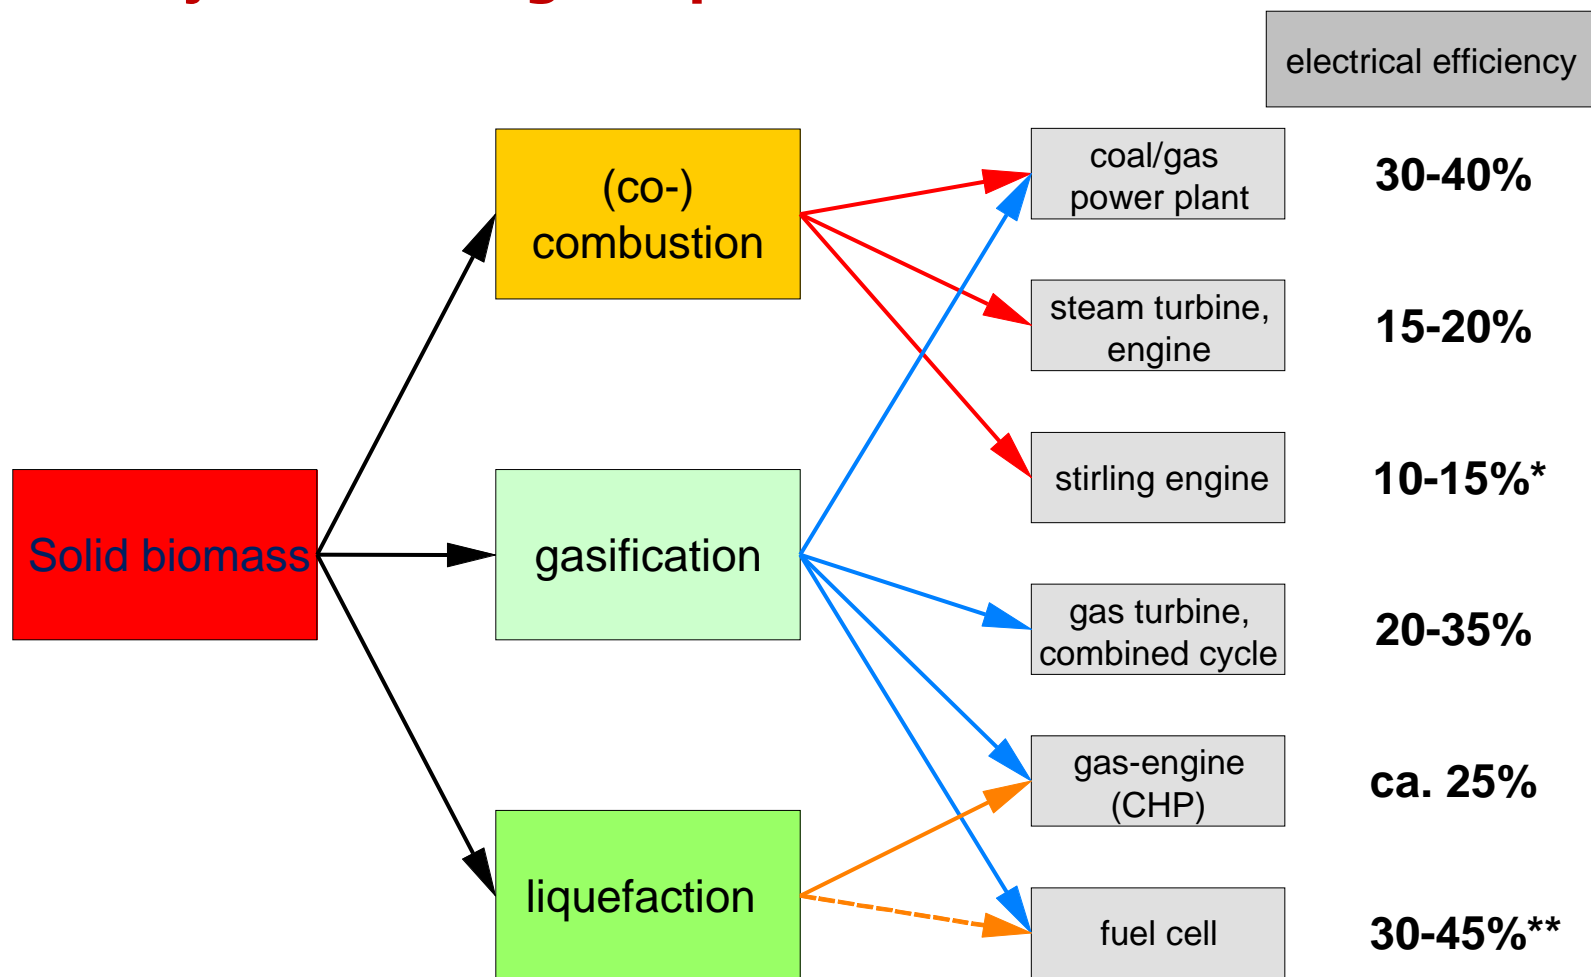 electrical efficiency
(co-)
combustion
coal/gas
power plant
30-40%
steam turbine,
engine
15-20%
stirling engine
10-15%*
Solid biomass
gasification
gas turbine,
combined cycle
20-35%
gas-engine
(CHP)
ca. 25%
liquefaction
fuel cell
30-45%**